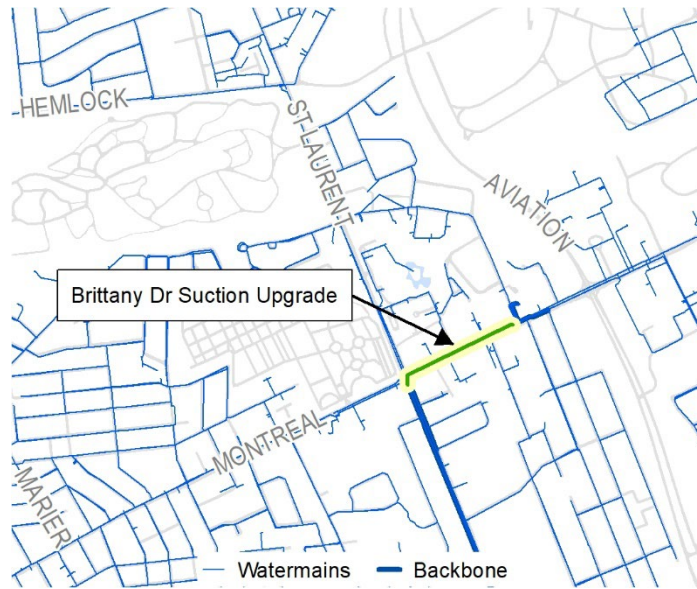 HEMLOCK
ST LAURENT
AVIATION
Brittany Dr Suction Upgrade
MONTREAL
MARIER
Watermains Backbone